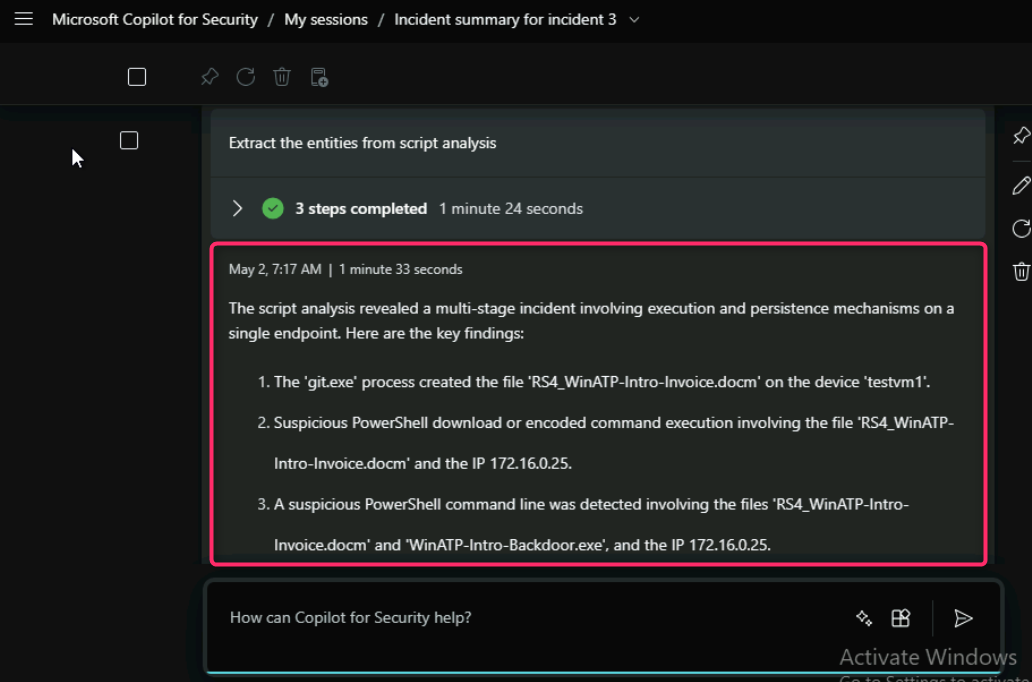 Microsoft Copilot for Security / My sessions / Incident summary for incident 3
Extract the entities from script analysis
3 steps completed 1 minute 24 seconds
May 2, 7:17 AM | 1 minute 33 seconds
The script analysis revealed a multi-stage incident involving execution and persistence mechanisms on a
single endpoint. Here are the key findings:
1. The 'git.exe' process created the file 'RS4_WinATP-Intro-Invoice.docm' on the device 'testvm1'.
2. Suspicious PowerShell download or encoded command execution involving the file 'RS4_WinATP-
Intro-Invoice.docm' and the IP 172.16.0.25.
3. A suspicious PowerShell command line was detected involving the files 'RS4_WinATP-Intro-
Invoice.docm' and 'WinATP-Intro-Backdoor.exe', and the IP 172.16.0.25.
How can Copilot for Security help?
Activate Windows
Go to Settings to activate